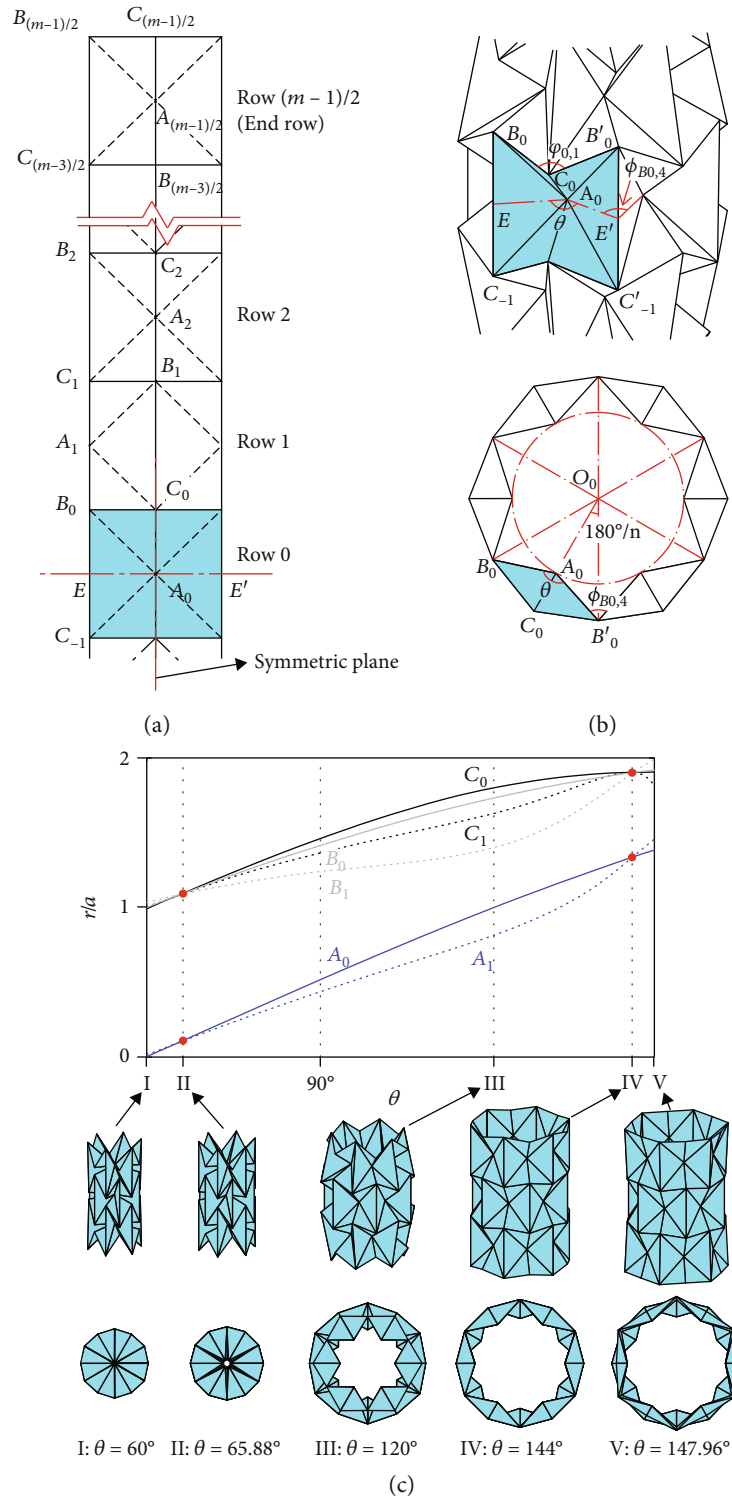 B(m–1)/2 C(m–1)/2
A(m–1)/2
Row (m – 1)/2
(End row)
C(m–3)/2
B(m–3)/2
B2
C2
A2
Row 2
C1
B1
A1
Row 1
C0
B0
Row 0
E
A0
E′
C–1
Symmetric plane
(a)
B0
φ0,1
B′0
ϕB0,4
C0
A0
E
θ
E′
C–1
C′–1
O0
180°/n
B0
A0
θ
ϕB0,4
C0
B′0
(b)
2
C0
C1
B0
B1
r/a
1
A0
A1
0
I
II
90°
III
IV
V
θ
I: θ = 60°
II: θ = 65.88°
III: θ = 120°
IV: θ = 144°
V: θ = 147.96°
(c)